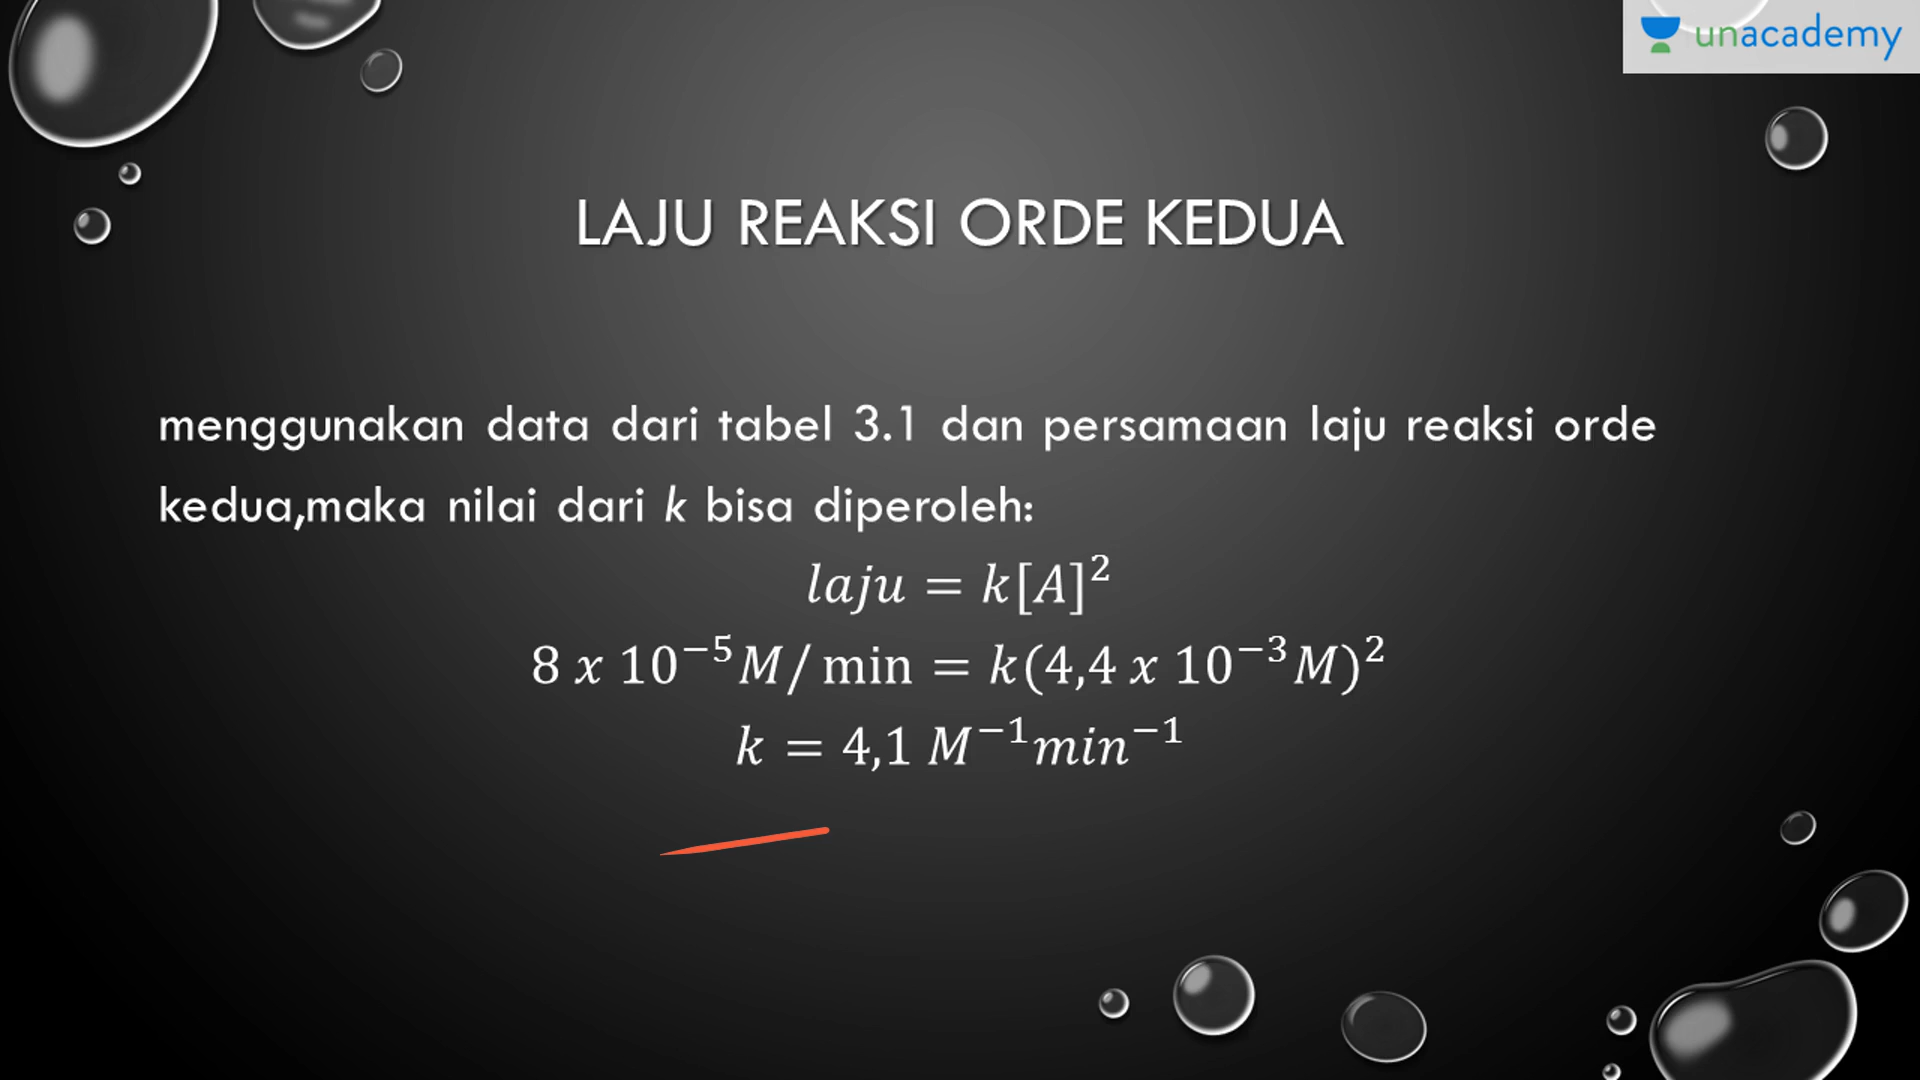 unacademy
LAJU REAKSI ORDE KEDUA
menggunakan data dari tabel 3.1 dan persamaan laju reaksi orde
kedua,maka nilai dari k bisa diperoleh:
laju = k[A]²
8 x 10⁻⁵M/ min = k(4,4 x 10⁻³M)²
k = 4,1 M⁻¹min⁻¹